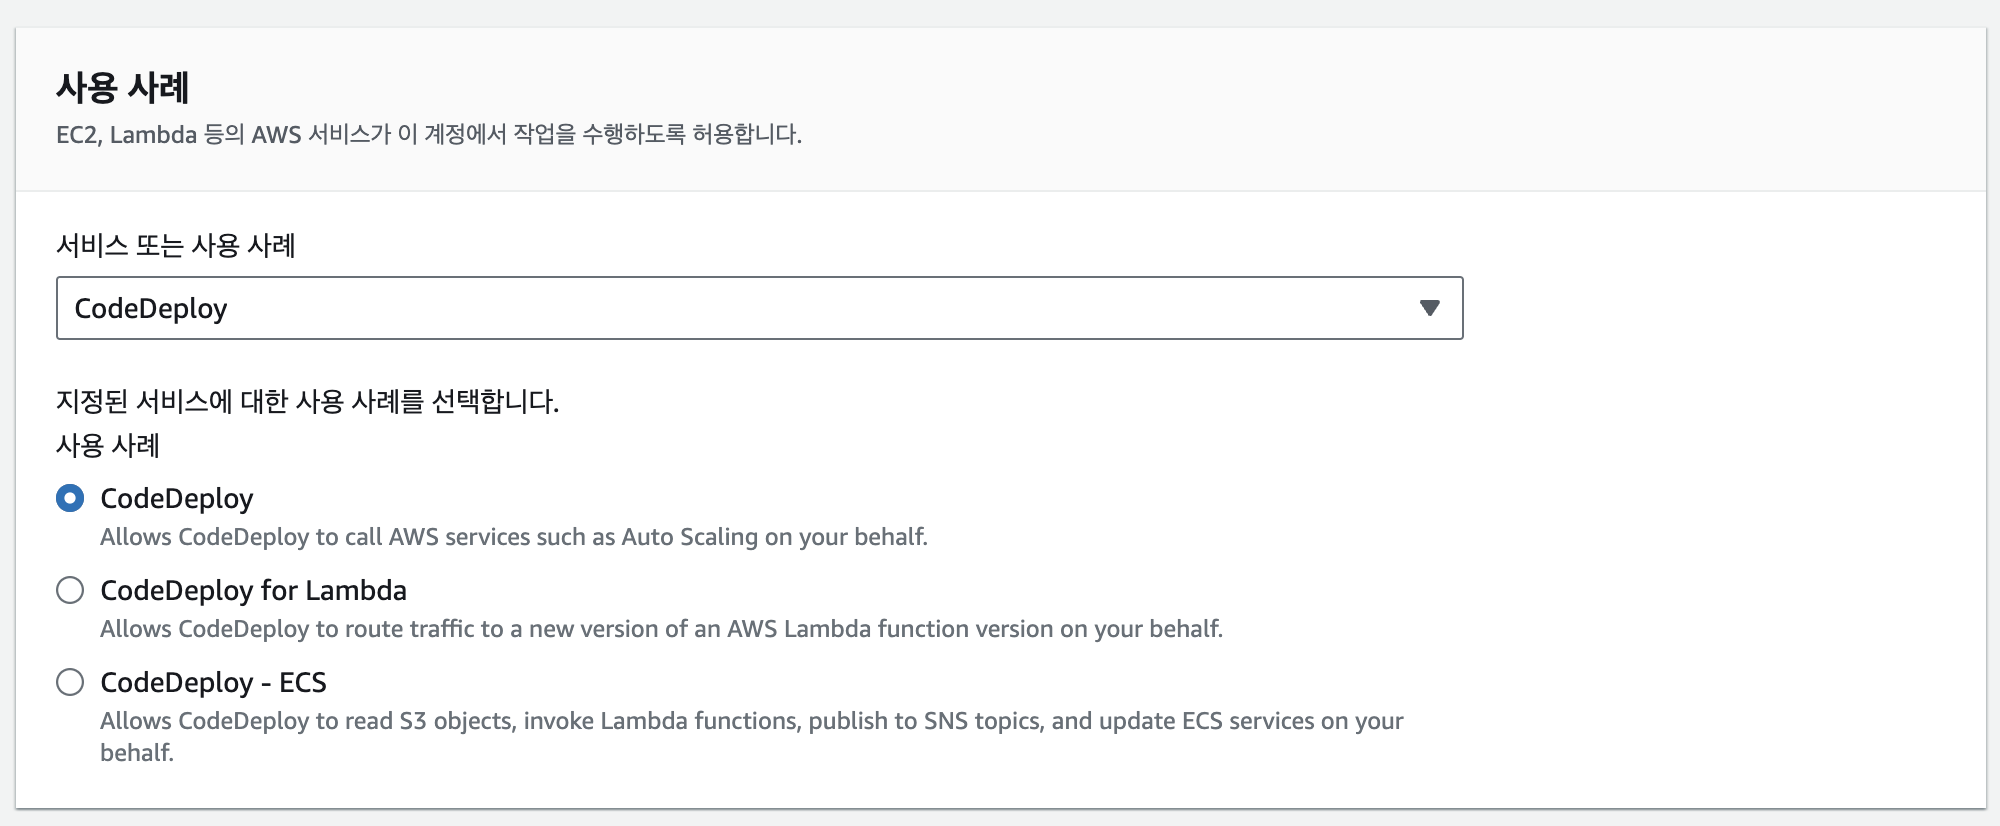 사용 사례
EC2, Lambda 등의 AWS 서비스가 이 계정에서 작업을 수행하도록 허용합니다.
서비스 또는 사용 사례
CodeDeploy
지정된 서비스에 대한 사용 사례를 선택합니다.
사용 사례
CodeDeploy
Allows CodeDeploy to call AWS services such as Auto Scaling on your behalf.
CodeDeploy for Lambda
Allows CodeDeploy to route traffic to a new version of an AWS Lambda function version on your behalf.
CodeDeploy - ECS
Allows CodeDeploy to read S3 objects, invoke Lambda functions, publish to SNS topics, and update ECS services on your
behalf.